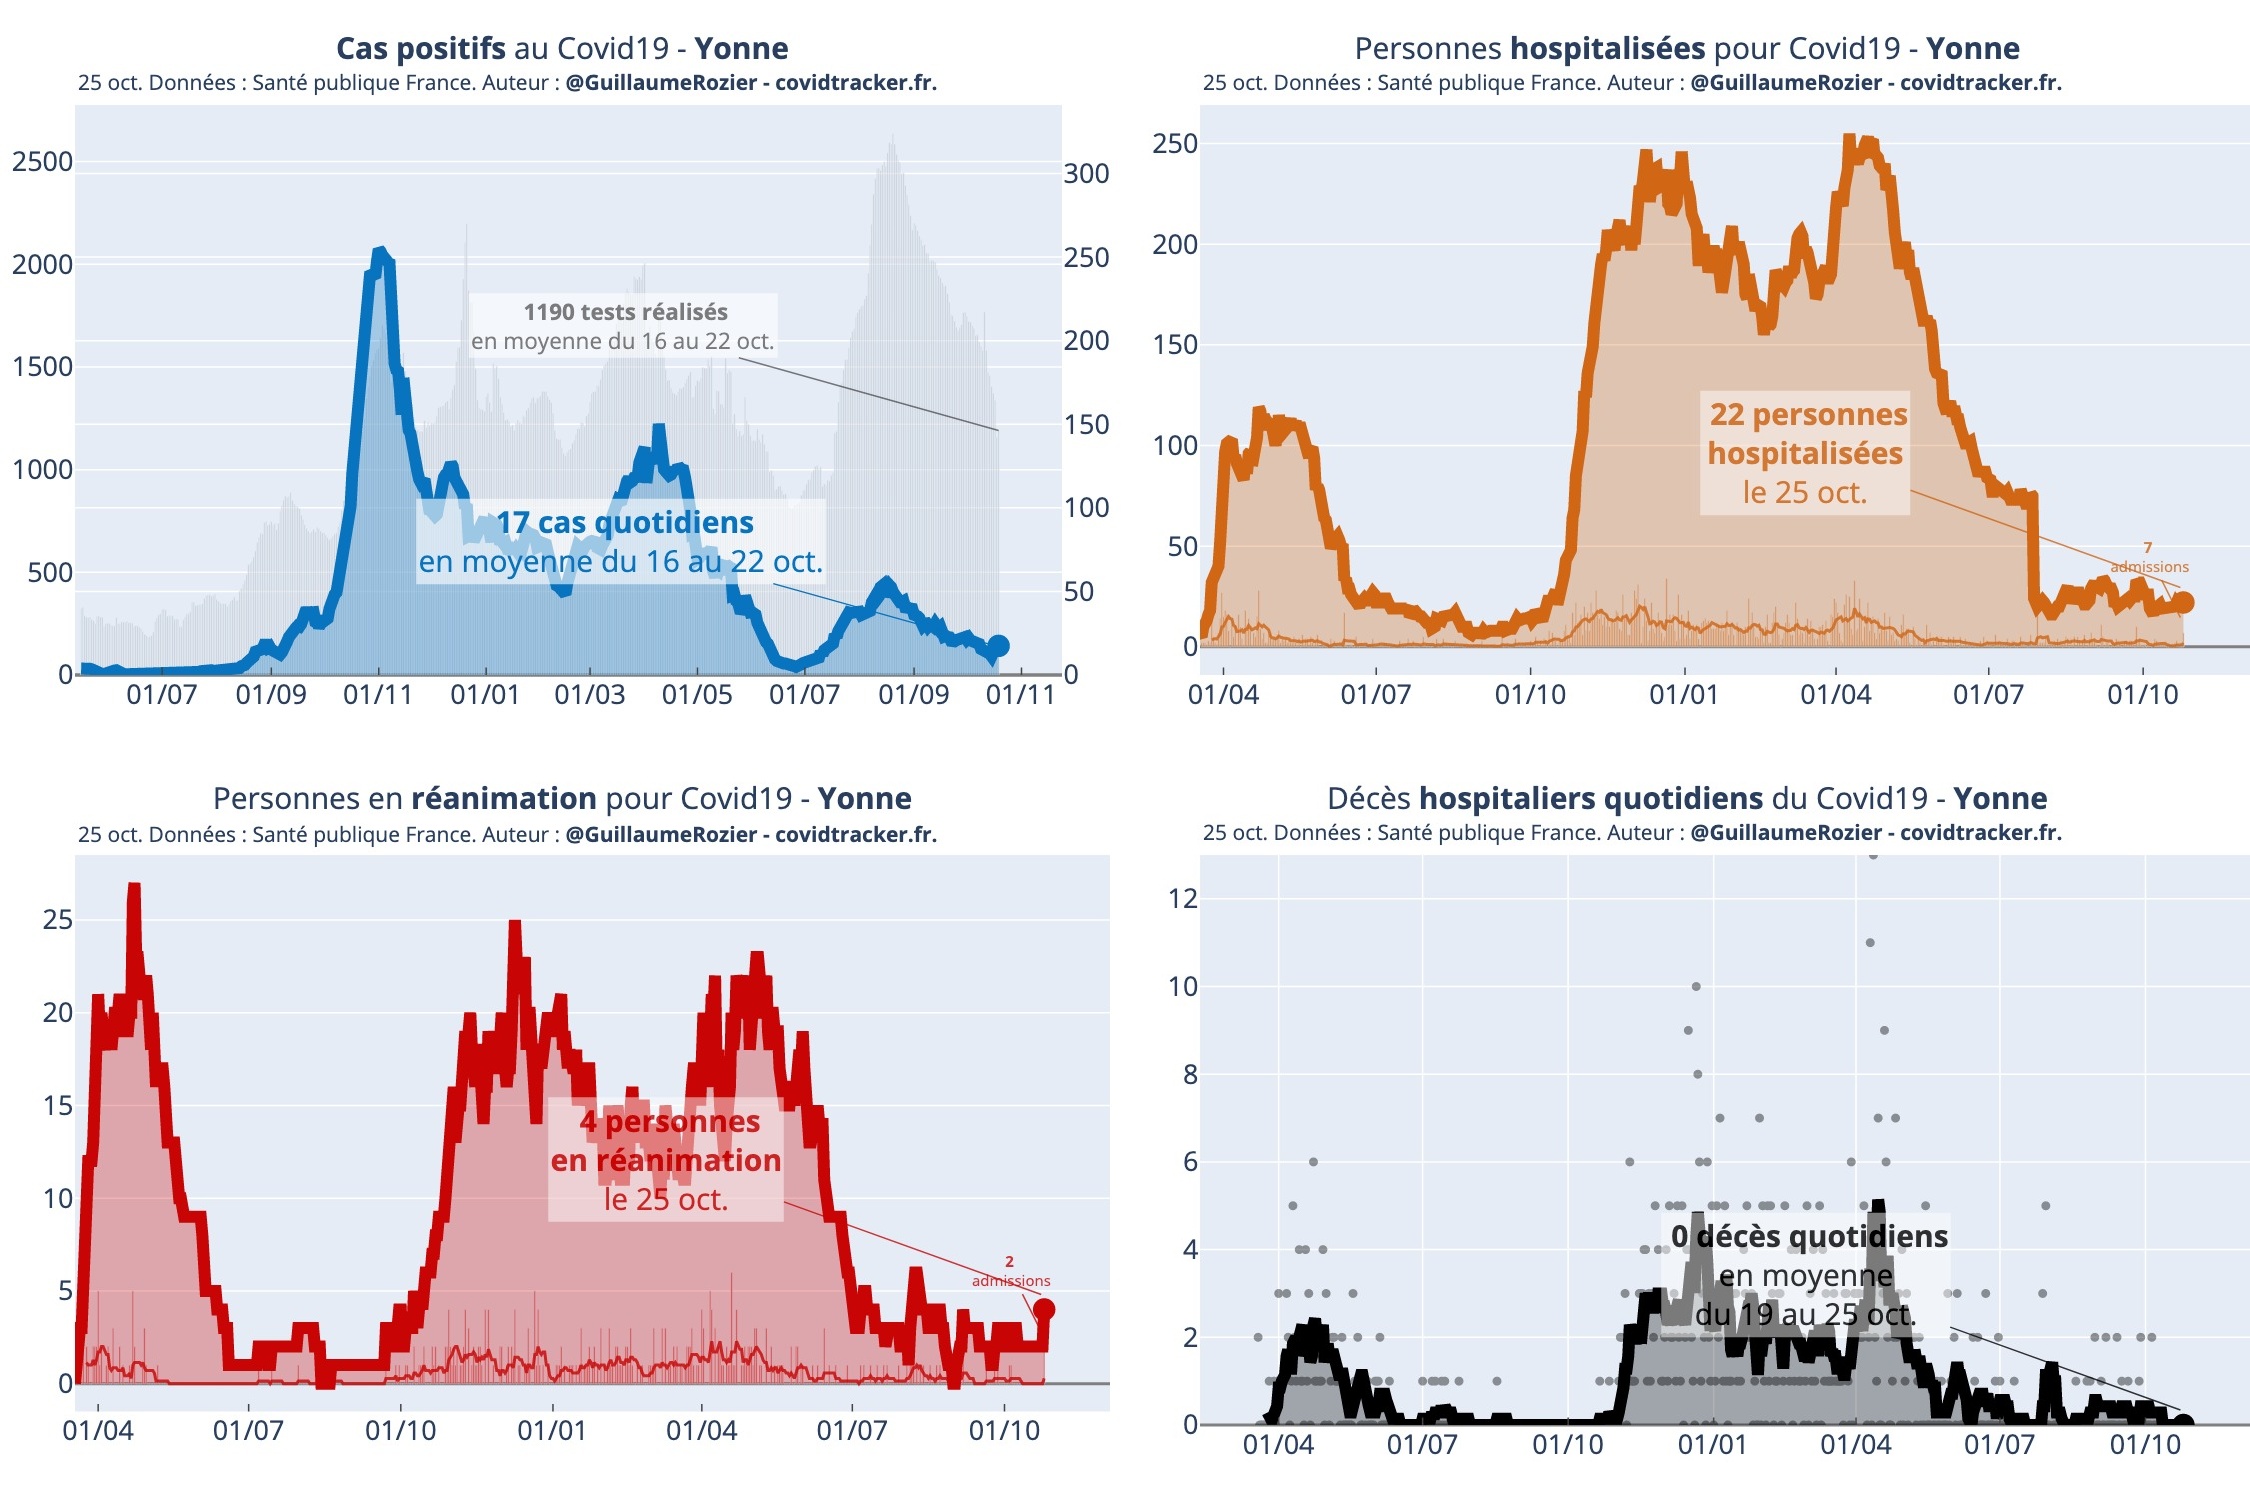 Cas positifs au Covid19 - Yonne
25 oct. Données : Santé publique France. Auteur : @GuillaumeRozier - covidtracker.fr.
2500
2000
1500
1000
500
0
300
250
200
150
100
50
0
1190 tests réalisés
en moyenne du 16 au 22 oct.
17 cas quotidiens
en moyenne du 16 au 22 oct.
01/07 01/09 01/11 01/01 01/03 01/05 01/07 01/09 01/11
Personnes hospitalisées pour Covid19 - Yonne
25 oct. Données : Santé publique France. Auteur : @GuillaumeRozier - covidtracker.fr.
250
200
150
100
50
0
22 personnes
hospitalisées
le 25 oct.
7
admissions
01/04 01/07 01/10 01/01 01/04 01/07 01/10
Personnes en réanimation pour Covid19 - Yonne
25 oct. Données : Santé publique France. Auteur : @GuillaumeRozier - covidtracker.fr.
25
20
15
10
5
0
4 personnes
en réanimation
le 25 oct.
2
admissions
01/04 01/07 01/10 01/01 01/04 01/07 01/10
Décès hospitaliers quotidiens du Covid19 - Yonne
25 oct. Données : Santé publique France. Auteur : @GuillaumeRozier - covidtracker.fr.
12
10
8
6
4
2
0
0 décès quotidiens
en moyenne
du 19 au 25 oct.
01/04 01/07 01/10 01/01 01/04 01/07 01/10